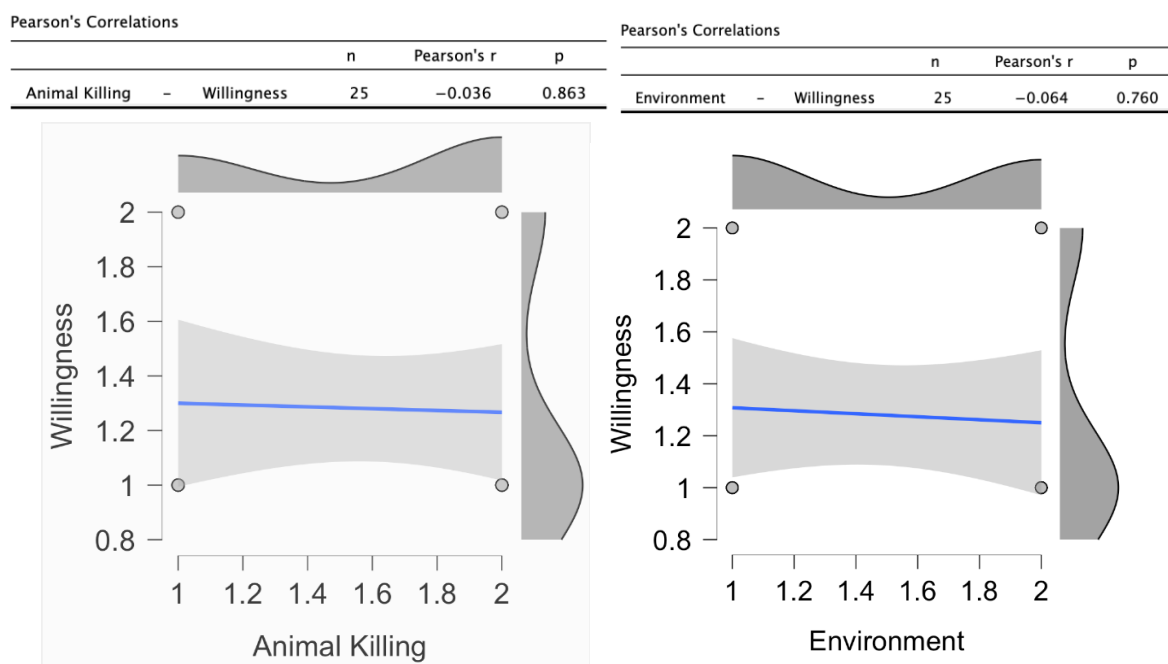 Pearson's Correlations
n Pearson's r p
Animal Killing – Willingness 25 −0.036 0.863
2
1.8
1.6
1.4
1.2
1
0.8
Willingness
1 1.2 1.4 1.6 1.8 2
Animal Killing
Pearson's Correlations
n Pearson's r p
Environment – Willingness 25 −0.064 0.760
2
1.8
1.6
1.4
1.2
1
0.8
Willingness
1 1.2 1.4 1.6 1.8 2
Environment